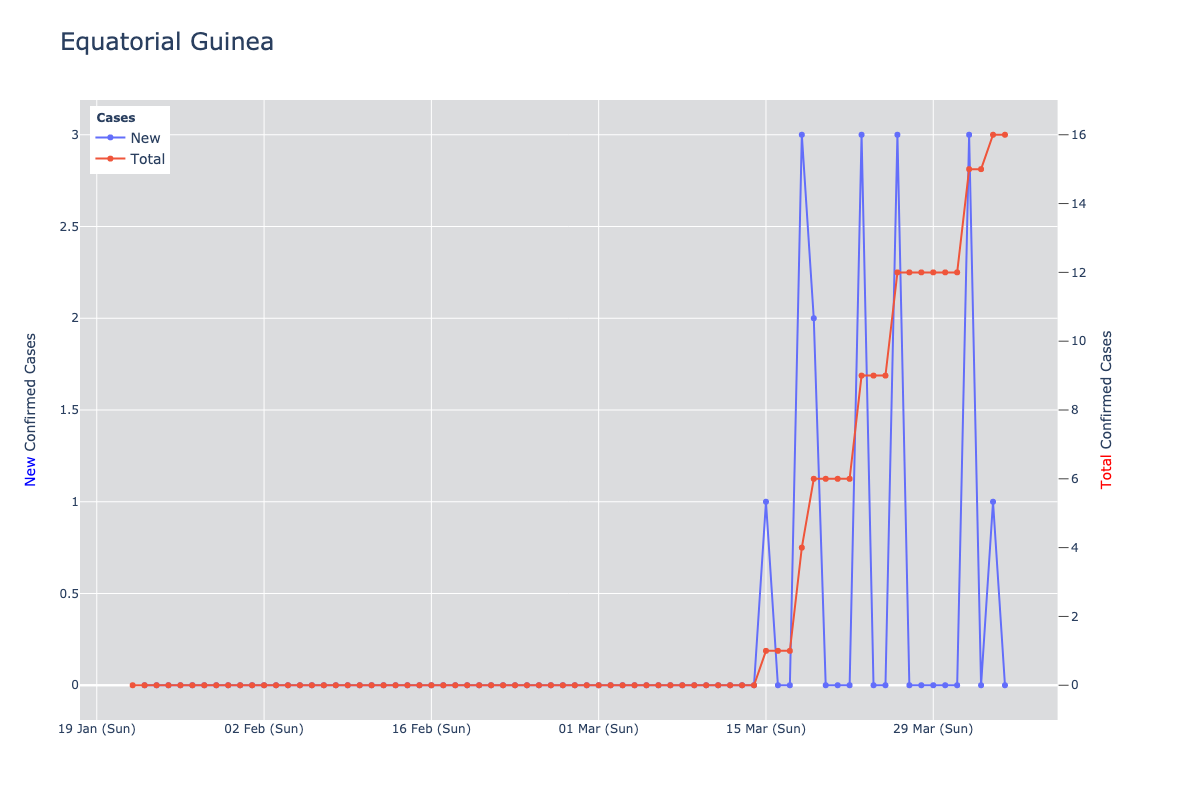 Equatorial Guinea
Cases
New
Total
3
2.5
2
1.5
1
0.5
0
New Confirmed Cases
16
14
12
10
8
6
4
2
0
Total Confirmed Cases
19 Jan (Sun)
02 Feb (Sun)
16 Feb (Sun)
01 Mar (Sun)
15 Mar (Sun)
29 Mar (Sun)